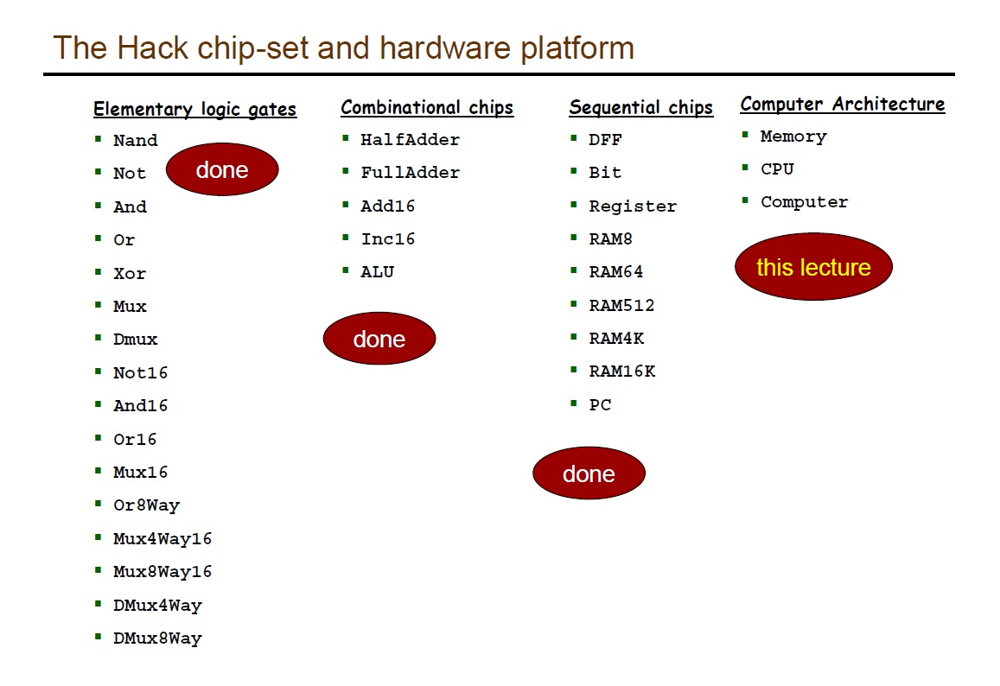 The Hack chip-set and hardware platform
Elementary logic gates
Nand
Not
And
Or
Xor
Mux
Dmux
Not16
And16
Or16
Mux16
Or8Way
Mux4Way16
Mux8Way16
DMux4Way
DMux8Way
done
Combinational chips
HalfAdder
FullAdder
Add16
Inc16
ALU
done
Sequential chips
DFF
Bit
Register
RAM8
RAM64
RAM512
RAM4K
RAM16K
PC
done
Computer Architecture
Memory
CPU
Computer
this lecture